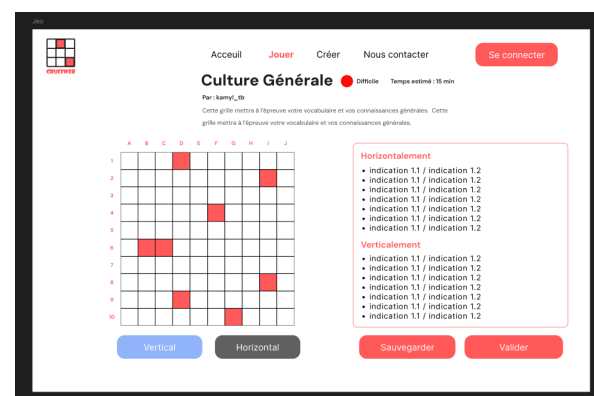 Jeu
CRUCIWEB
Acceuil Jouer Créer Nous contacter Se connecter
Culture Générale Difficile Temps estimé : 15 min
Par : kamyl_tb
Cette grille mettra à l'épreuve votre vocabulaire et vos connaissances générales. Cette
grille mettra à l'épreuve votre vocabulaire et vos connaissances générales.
A B C D E F G H I J
1
2
3
4
5
6
7
8
9
10
Vertical Horizontal
Horizontalement
• indication 1.1 / indication 1.2
• indication 1.1 / indication 1.2
• indication 1.1 / indication 1.2
• indication 1.1 / indication 1.2
• indication 1.1 / indication 1.2
• indication 1.1 / indication 1.2
• indication 1.1 / indication 1.2
Verticalement
• indication 1.1 / indication 1.2
• indication 1.1 / indication 1.2
• indication 1.1 / indication 1.2
• indication 1.1 / indication 1.2
• indication 1.1 / indication 1.2
• indication 1.1 / indication 1.2
• indication 1.1 / indication 1.2
Sauvegarder Valider